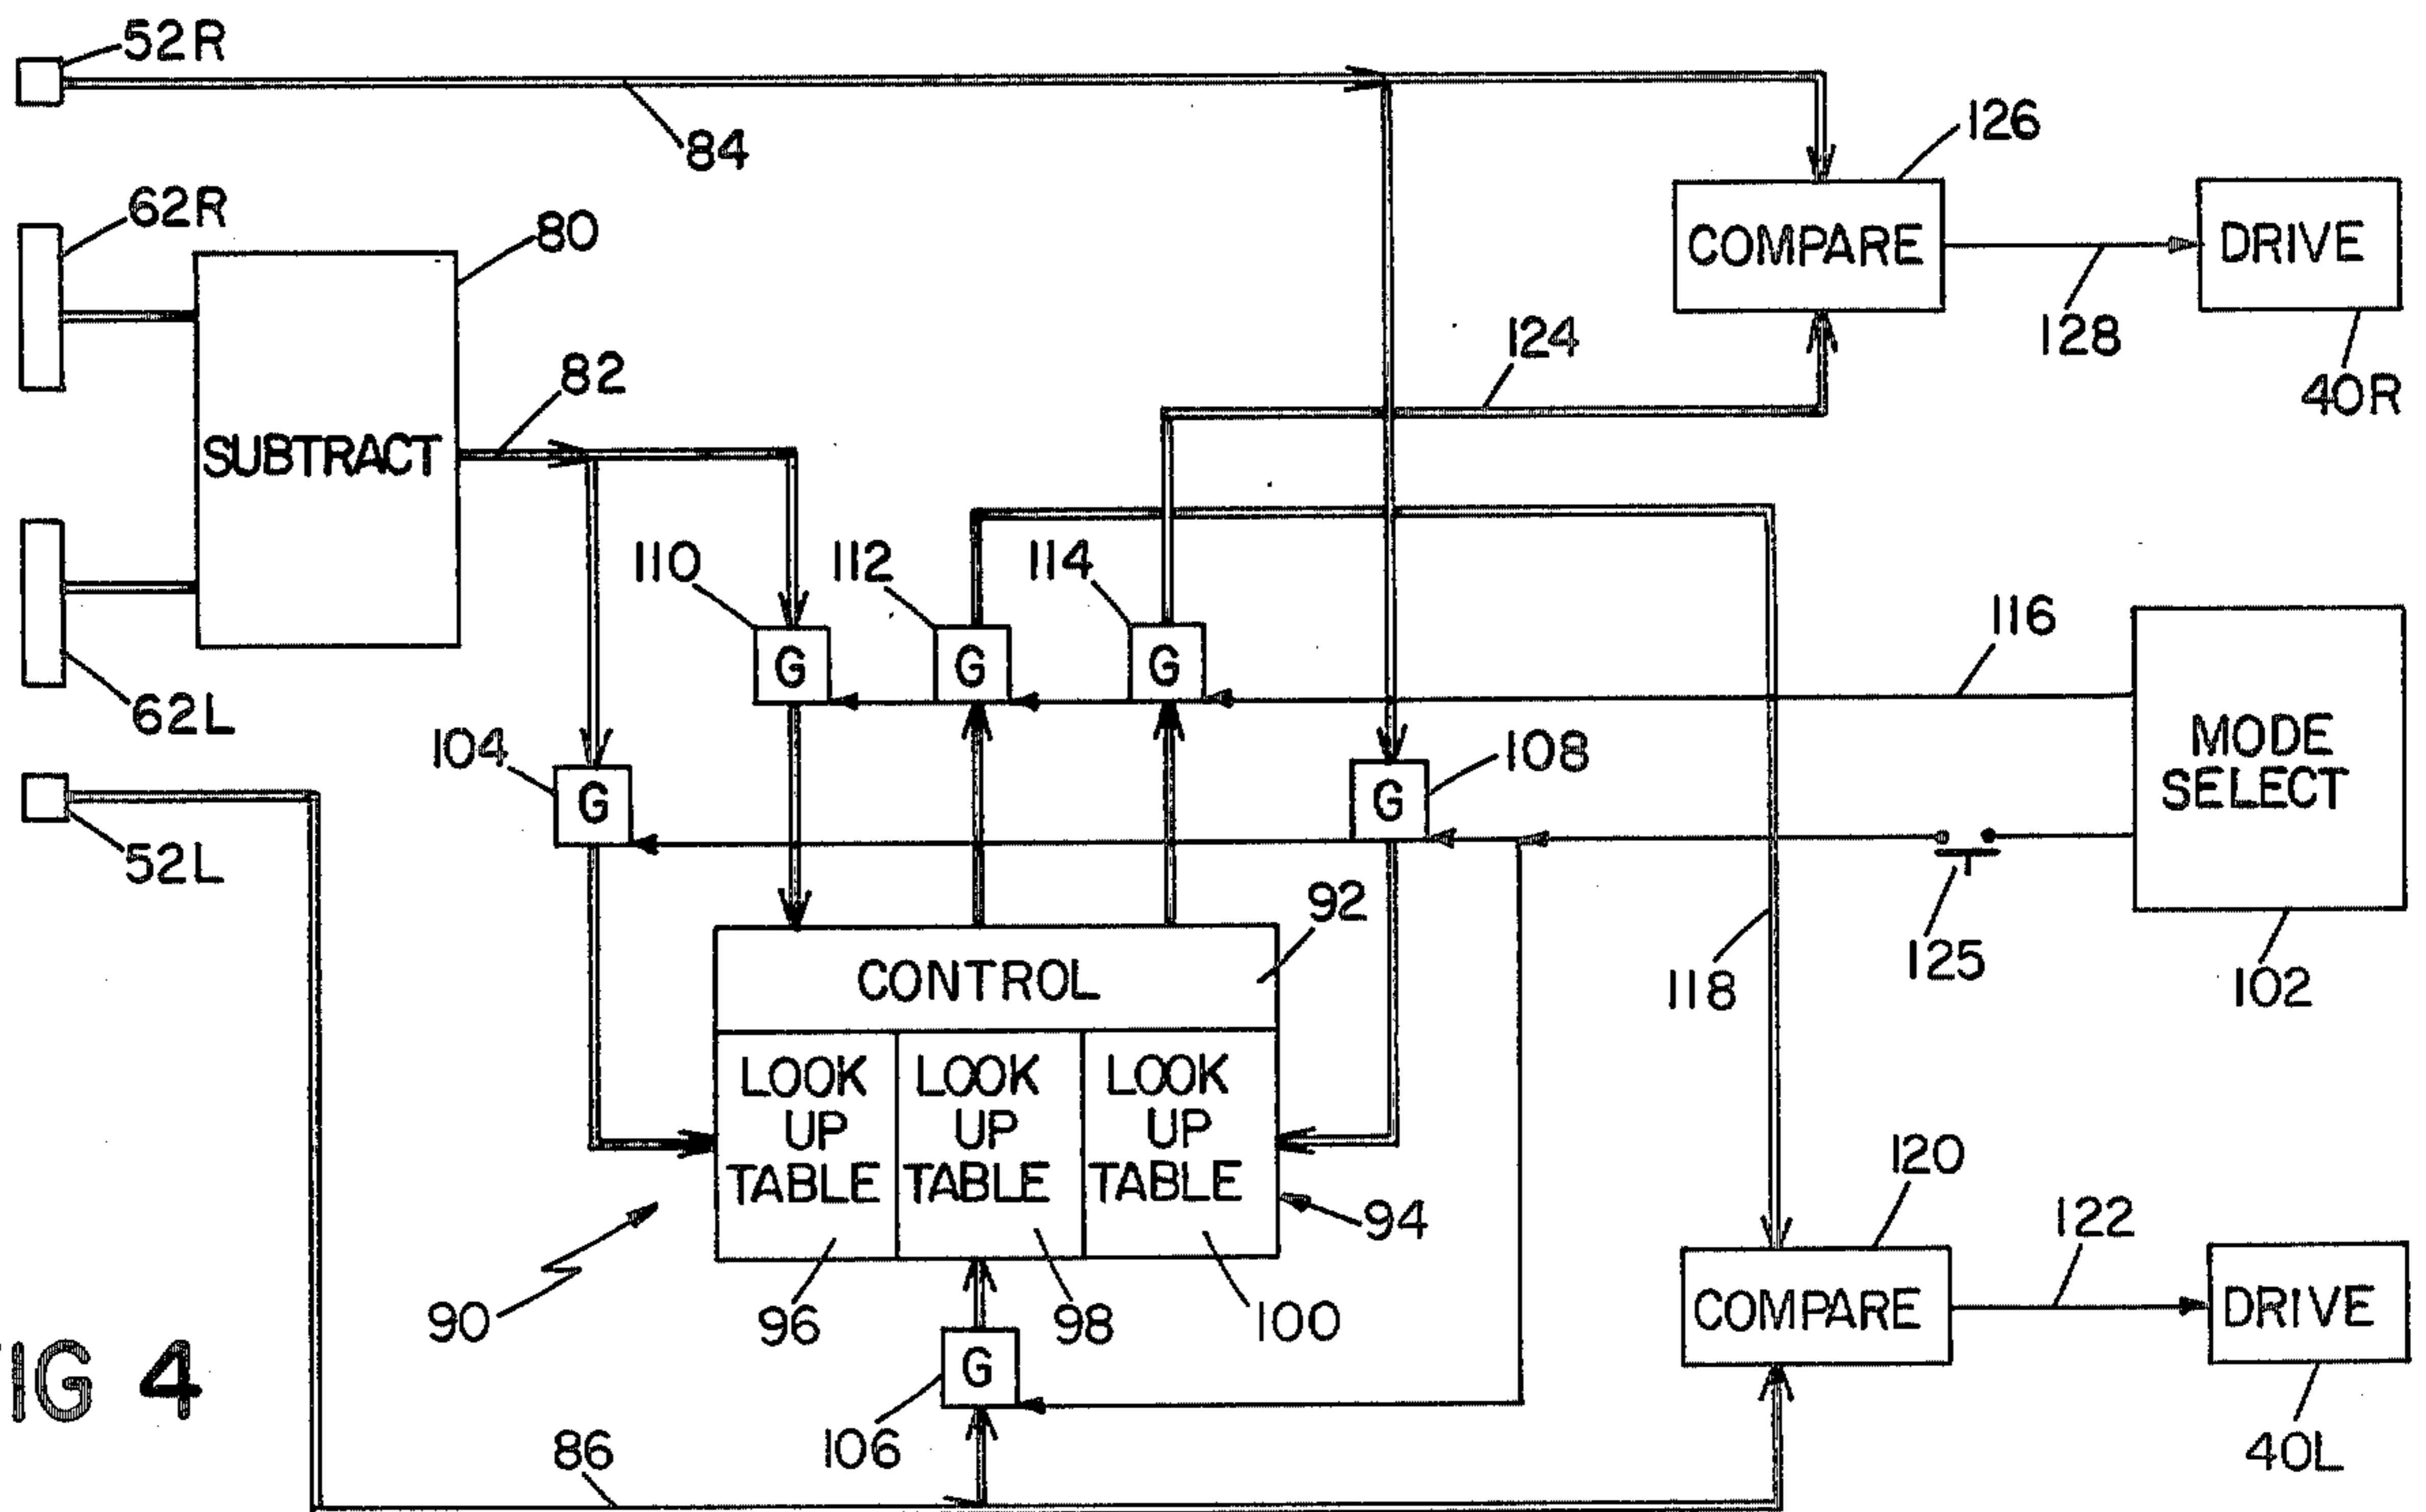 52R
84
126
62R
80
COMPARE
DRIVE
128
40R
82
124
SUBTRACT
110
112
114
116
G
G
G
62L
104
108
MODE
SELECT
G
G
52L
92
118
125
102
CONTROL
LOOK
UP
TABLE
LOOK
UP
TABLE
LOOK
UP
TABLE
94
120
122
90
96
98
100
COMPARE
DRIVE
G
106
86
40L
IG 4